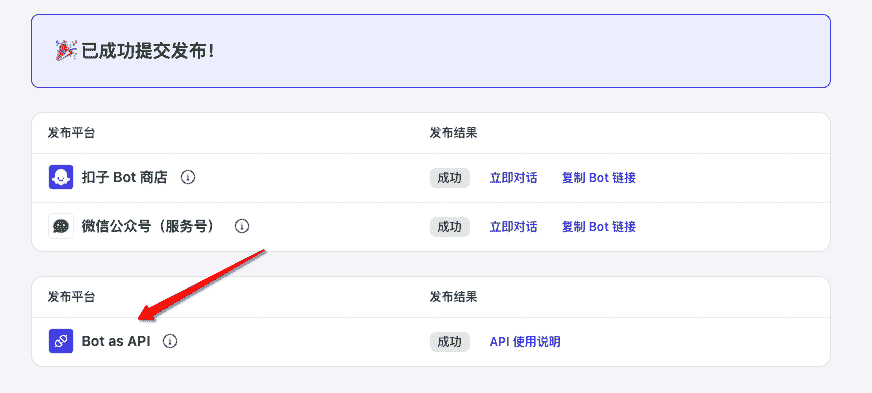 已成功提交发布！
发布平台 发布结果
扣子 Bot 商店 成功 立即对话 复制 Bot 链接
微信公众号（服务号） 成功 立即对话 复制 Bot 链接
发布平台 发布结果
Bot as API 成功 API 使用说明